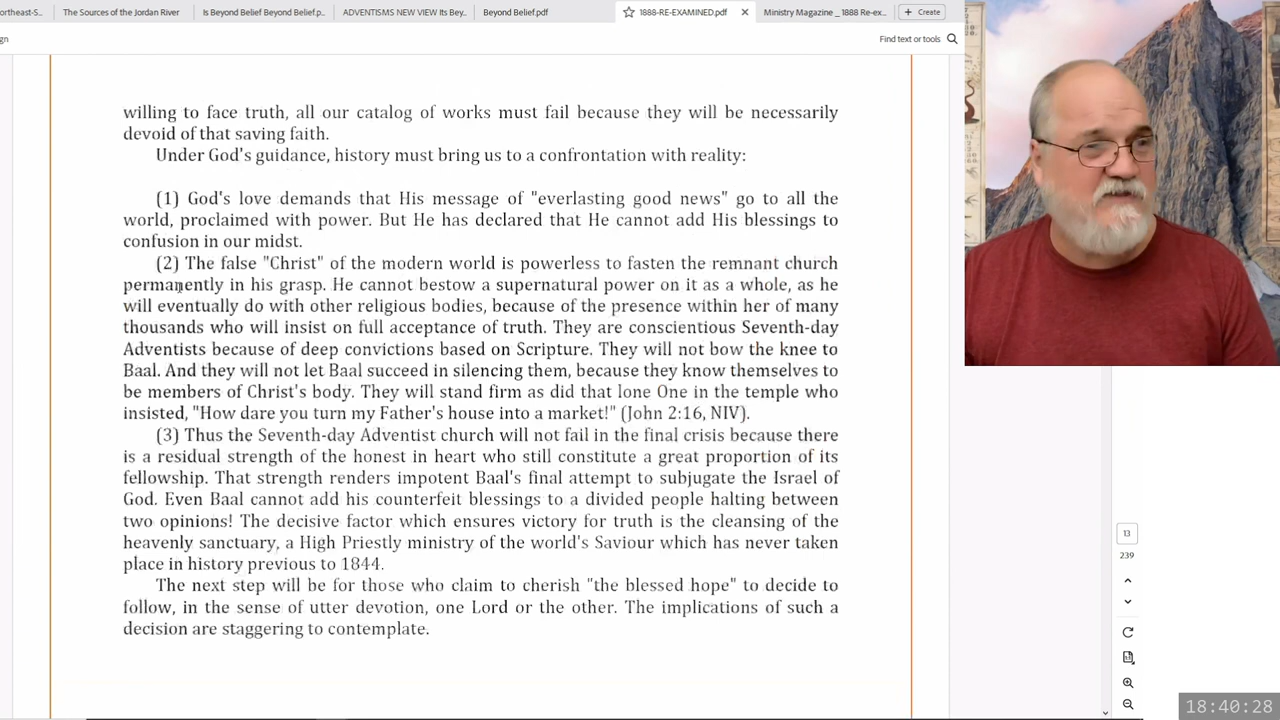 ortheast-S...
The Sources of the Jordan River
Is Beyond Belief Beyond Belief.p..
ADVENTISMS NEW VIEW Its Bey..
Beyond Belief.pdf
1888-RE-EXAMINED.pdf
Ministry Magazine _ 1888 Re-ex...
Create
gn
Find text or tools
willing to face truth, all our catalog of works must fail because they will be necessarily
devoid of that saving faith.
Under God's guidance, history must bring us to a confrontation with reality:
(1) God's love demands that His message of "everlasting good news" go to all the
world, proclaimed with power. But He has declared that He cannot add His blessings to
confusion in our midst.
(2) The false "Christ" of the modern world is powerless to fasten the remnant church
permanently in his grasp. He cannot bestow a supernatural power on it as a whole, as he
will eventually do with other religious bodies, because of the presence within her of many
thousands who will insist on full acceptance of truth. They are conscientious Seventh-day
Adventists because of deep convictions based on Scripture. They will not bow the knee to
Baal. And they will not let Baal succeed in silencing them, because they know themselves to
be members of Christ's body. They will stand firm as did that lone One in the temple who
insisted, "How dare you turn my Father's house into a market!" (John 2:16, NIV).
(3) Thus the Seventh-day Adventist church will not fail in the final crisis because there
is a residual strength of the honest in heart who still constitute a great proportion of its
fellowship. That strength renders impotent Baal's final attempt to subjugate the Israel of
God. Even Baal cannot add his counterfeit blessings to a divided people halting between
two opinions! The decisive factor which ensures victory for truth is the cleansing of the
heavenly sanctuary, a High Priestly ministry of the world's Saviour which has never taken
place in history previous to 1844.
The next step will be for those who claim to cherish "the blessed hope" to decide to
follow, in the sense of utter devotion, one Lord or the other. The implications of such a
decision are staggering to contemplate.
13
239
18:40:28